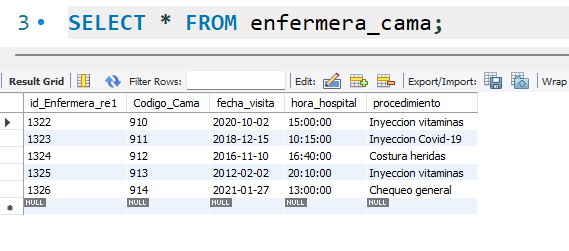 3 SELECT * FROM enfermera_cama;
Result Grid Filter Rows: Edit: Export/Import: Wrap
id_Enfermera_re1 Codigo_Cama fecha_visita hora_hospital procedimiento
1322 910 2020-10-02 15:00:00 Inyeccion vitaminas
1323 911 2018-12-15 10:15:00 Inyeccion Covid-19
1324 912 2016-11-10 16:40:00 Costura heridas
1325 913 2012-02-02 20:10:00 Inyeccion vitaminas
1326 914 2021-01-27 13:00:00 Chequeo general
NULL NULL NULL NULL NULL